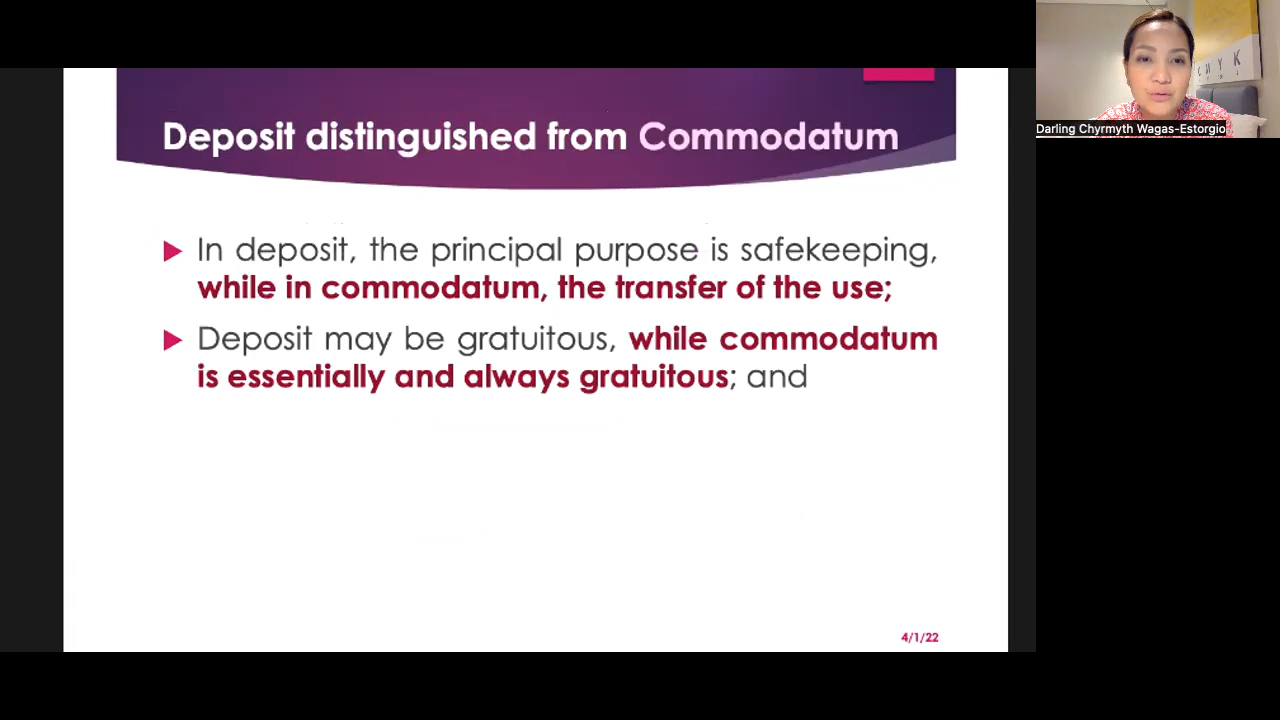 Deposit distinguished from Commodatum
In deposit, the principal purpose is safekeeping,
while in commodatum, the transfer of the use;
Deposit may be gratuitous, while commodatum
is essentially and always gratuitous; and
4/1/22
Darling Chyrmyth Wagas-Estorgio